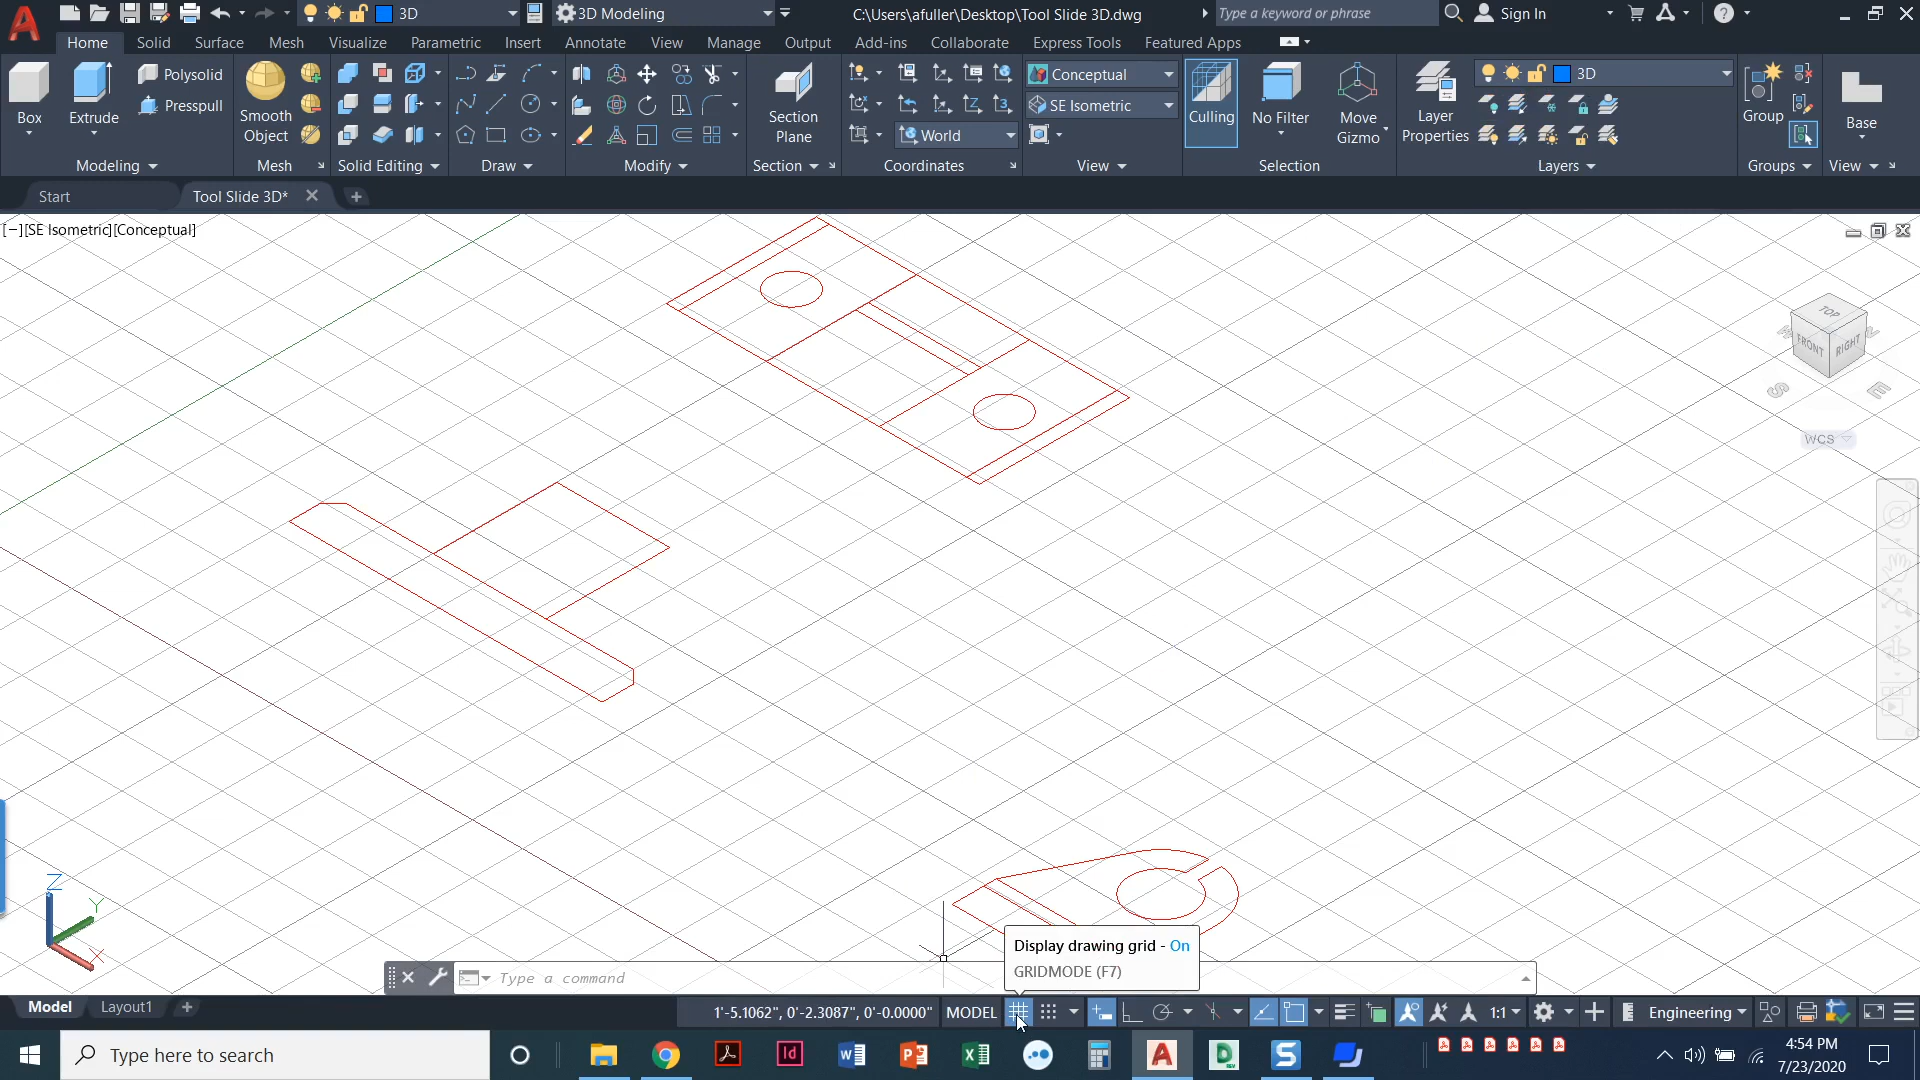 3D
3D Modeling
C:\Users\afuller\Desktop\Tool Slide 3D.dwg
Type a keyword or phrase
Sign In
Home Solid Surface Mesh Visualize Parametric Insert Annotate View Manage Output Add-ins Collaborate Express Tools Featured Apps
Box
Extrude
Polysolid
Presspull
Modeling
Smooth
Object
Mesh
Solid Editing
Draw
Modify
Section
Plane
Section
World
Coordinates
Conceptual
SE Isometric
View
Culling
No Filter
Move
Gizmo
Selection
Layer
Properties
3D
Layers
Group
Groups
Base
View
Start
Tool Slide 3D*
[−][SE Isometric][Conceptual]
TOP
FRONT
RIGHT
S
E
WCS
Z
Y
X
Display drawing grid - On
GRIDMODE (F7)
Type a command
Model
Layout1
1'-5.1062", 0'-2.3087", 0'-0.0000"
MODEL
1:1
Engineering
Type here to search
4:54 PM
7/23/2020